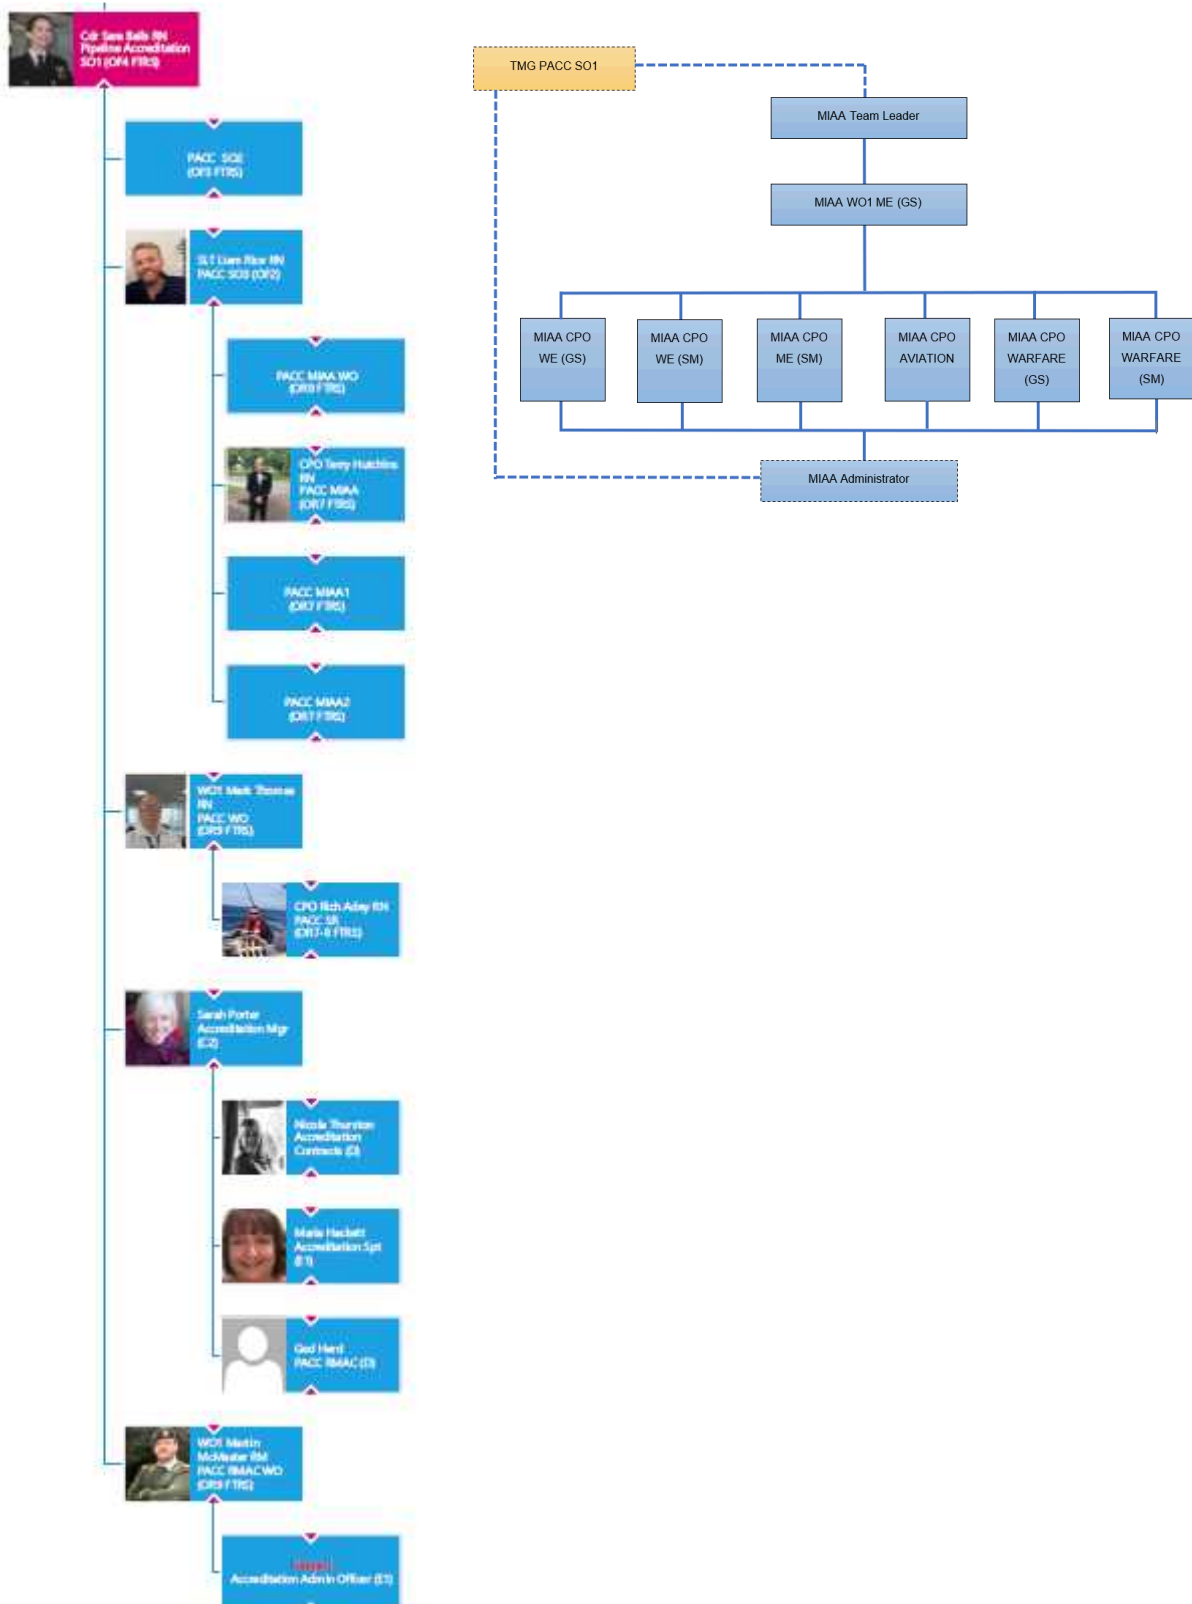 Cdr Sam Balls RN
Pipeline Accreditation
SO1 (OF4 FTRS)
PACC
(OF3 FTRS)
SLT Liam Rice RN
PACC SO3 (OF2)
PACC MIAA WO
FTRS)
CPO Terry Hutchins
RN
PACC MIAA
(OR7 FTRS)
PACC MIAA1
(OR7 FTRS)
PACC MIAA2
(OR7 FTRS)
WO1 Mark Thomas
RN
PACC WO
(OR9 FTRS)
CPO Rich Adey RN
PACC SR
(OR7-8 FTRS)
Sarah Porter
Accreditation Mgr
(C2)
Nicola Thurston
Accreditation
Contracts (D)
Maria Hackett
Accreditation Spt
(E1)
Ged Herd
PACC RMAC (D)
WO1 Martin
McMaster RM
PACC RMAC WO
(OR9 FTRS)
Accreditation Admin Officer (E1)
TMG PACC SO1
MIAA Team Leader
MIAA WO1 ME (GS)
MIAA CPO
WE (GS)
MIAA CPO
WE (SM)
MIAA CPO
ME (SM)
MIAA CPO
AVIATION
MIAA CPO
WARFARE
(GS)
MIAA CPO
WARFARE
(SM)
MIAA Administrator